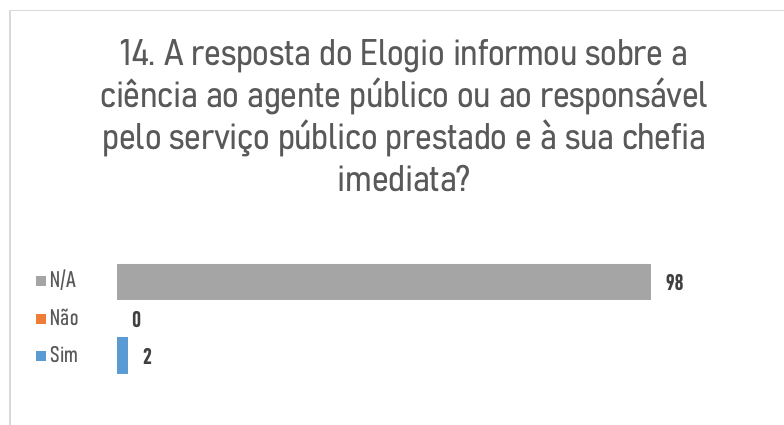 14. A resposta do Elogio informou sobre a
ciência ao agente público ou ao responsável
pelo serviço público prestado e à sua chefia
imediata?
N/A 98
Não 0
Sim 2